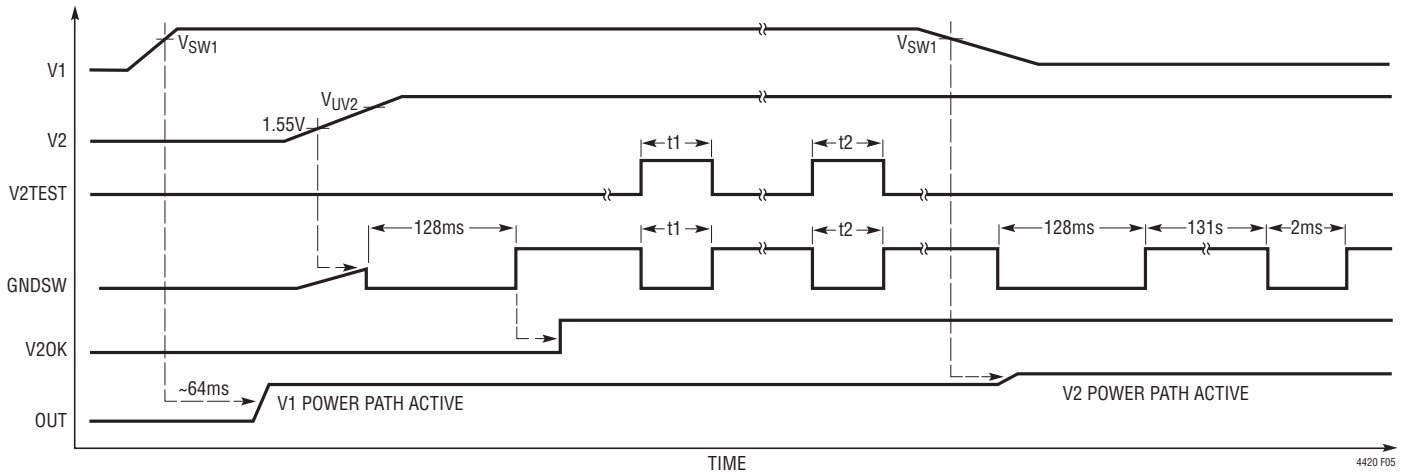 V1
VSW1
VSW1
V2
1.55V
VUV2
V2TEST
t1
t2
GNDSW
128ms
t1
t2
128ms
131s
2ms
V2OK
OUT
~64ms
V1 POWER PATH ACTIVE
V2 POWER PATH ACTIVE
TIME
4420 F05